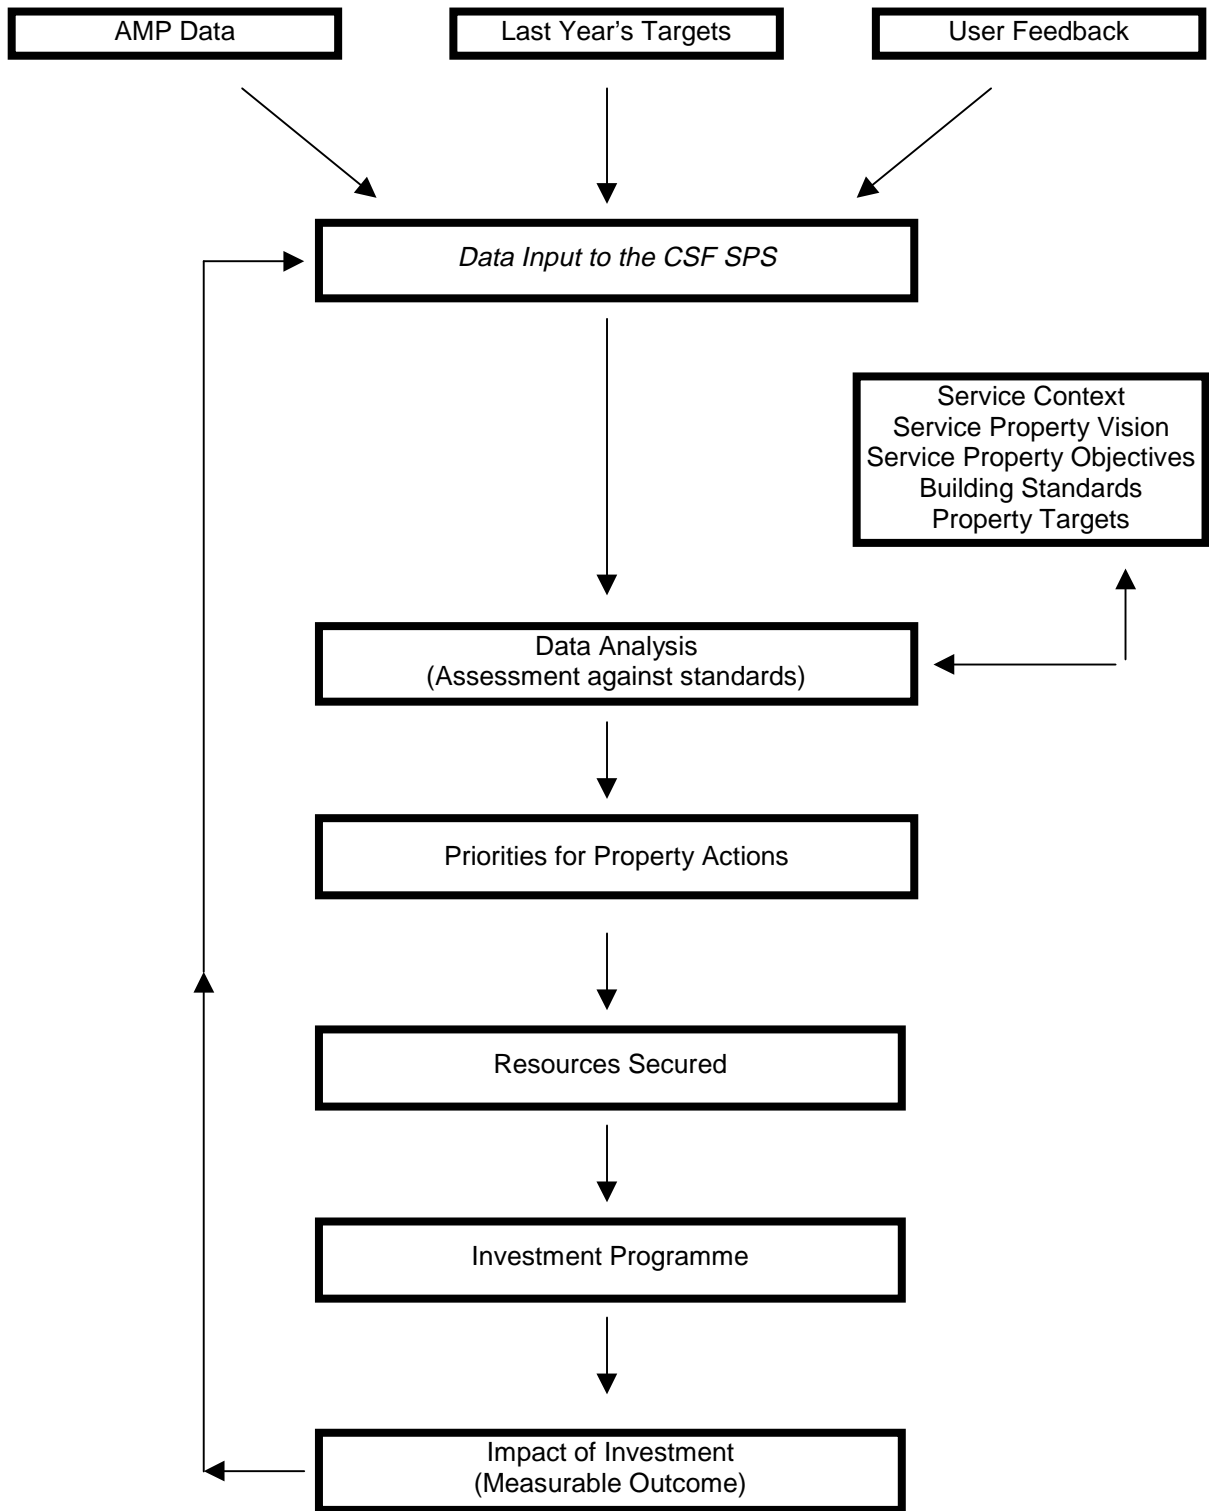 AMP Data
Last Year's Targets
User Feedback
Data Input to the CSF SPS
Service Context
Service Property Vision
Service Property Objectives
Building Standards
Property Targets
Data Analysis
(Assessment against standards)
Priorities for Property Actions
Resources Secured
Investment Programme
Impact of Investment
(Measurable Outcome)